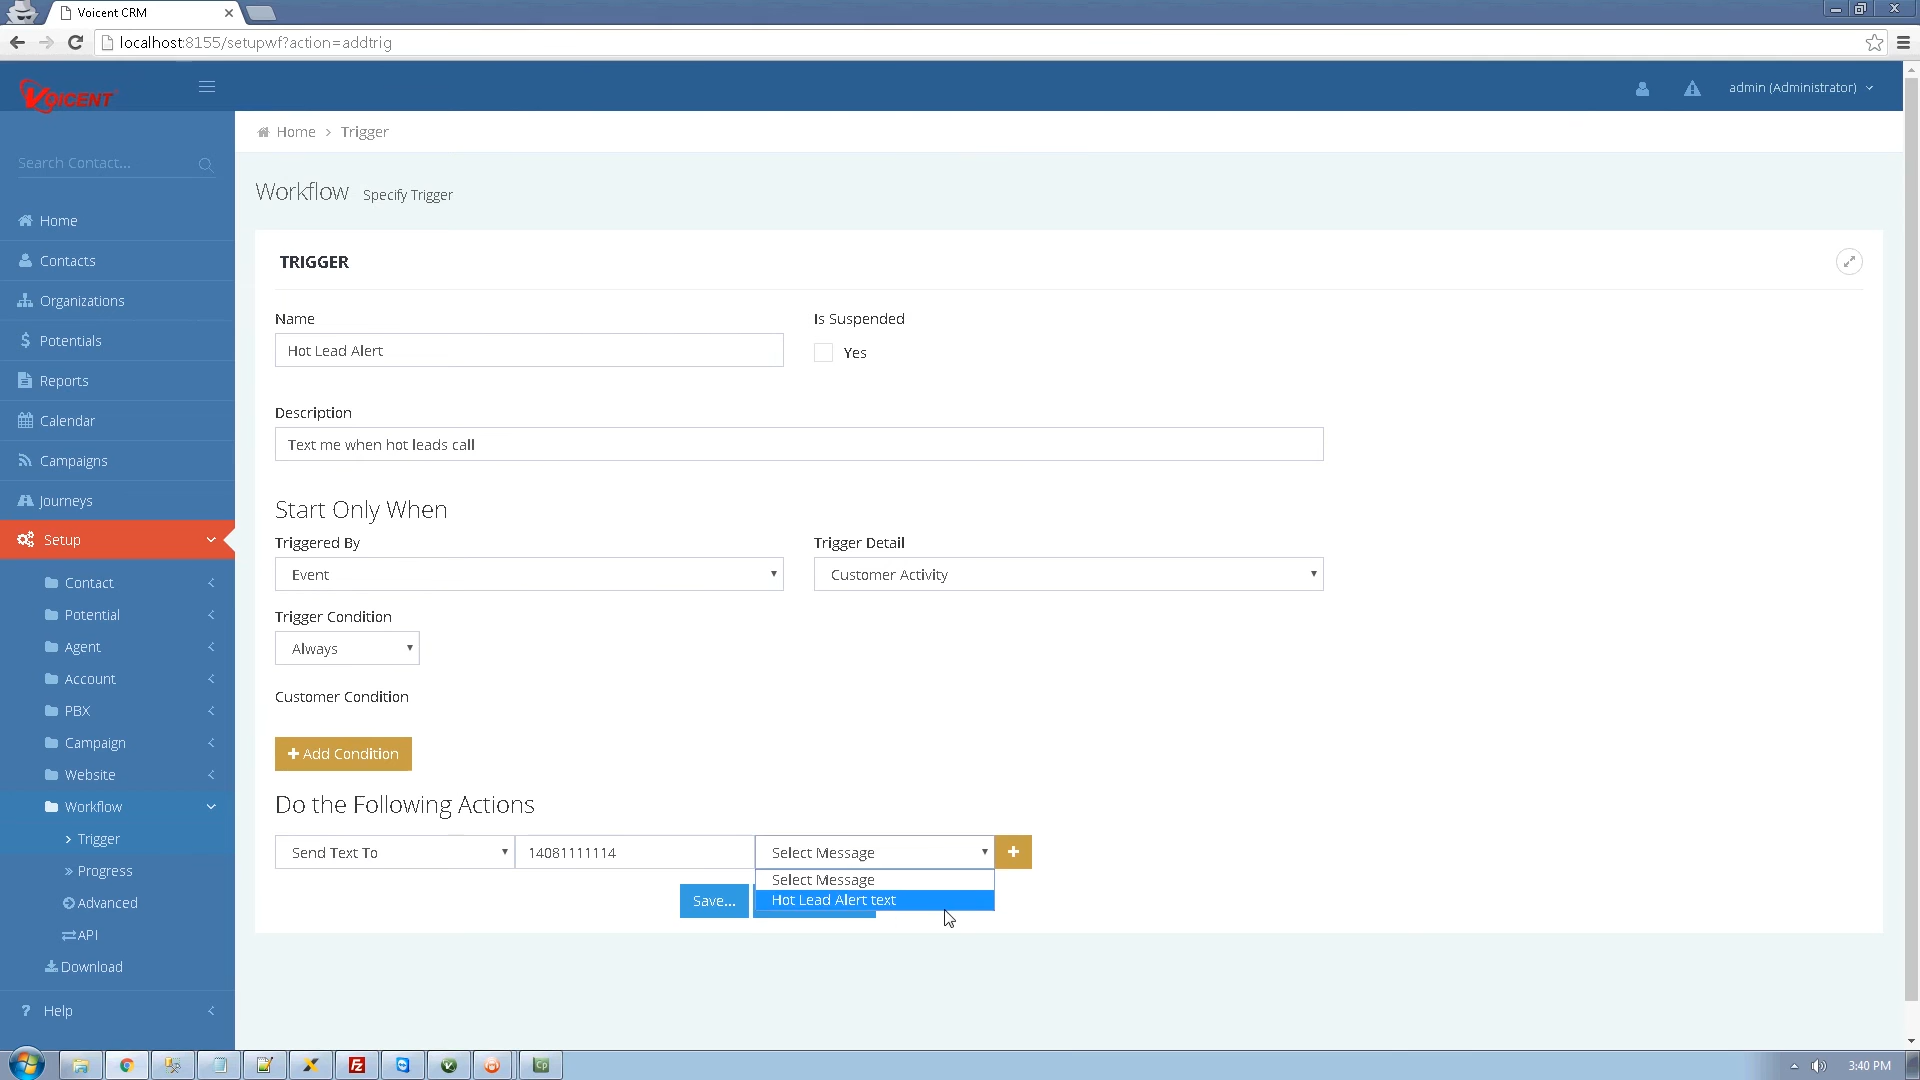 Voicent CRM
localhost:8155/setupwf?action=addtrig
VOICENT
admin (Administrator)
Home > Trigger
Search Contact...
Workflow Specify Trigger
Home
Contacts
Organizations
Potentials
Reports
Calendar
Campaigns
Journeys
Setup
Contact
Potential
Agent
Account
PBX
Campaign
Website
Workflow
Trigger
Progress
Advanced
API
Download
Help
TRIGGER
Name
Is Suspended
Hot Lead Alert
Yes
Description
Text me when hot leads call
Start Only When
Triggered By
Trigger Detail
Event
Customer Activity
Trigger Condition
Always
Customer Condition
+ Add Condition
Do the Following Actions
Send Text To
14081111114
Select Message
Select Message
Hot Lead Alert text
Save...
3:40 PM